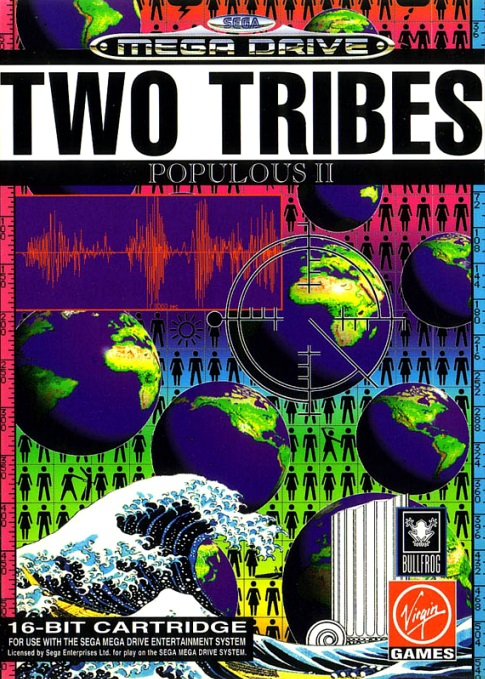 SEGA
MEGA DRIVE
TWO TRIBES
POPULOUS II
BULLFROG
Virgin
GAMES
16-BIT CARTRIDGE
FOR USE WITH THE SEGA MEGA DRIVE ENTERTAINMENT SYSTEM
Licensed by Sega Enterprises Ltd. for play on the SEGA MEGA DRIVE SYSTEM.